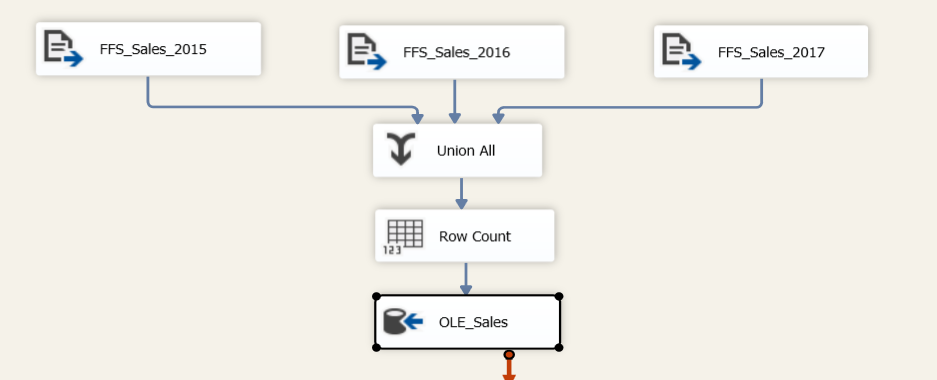 FFS_Sales_2015
FFS_Sales_2016
FFS_Sales_2017
Union All
123
Row Count
OLE_Sales